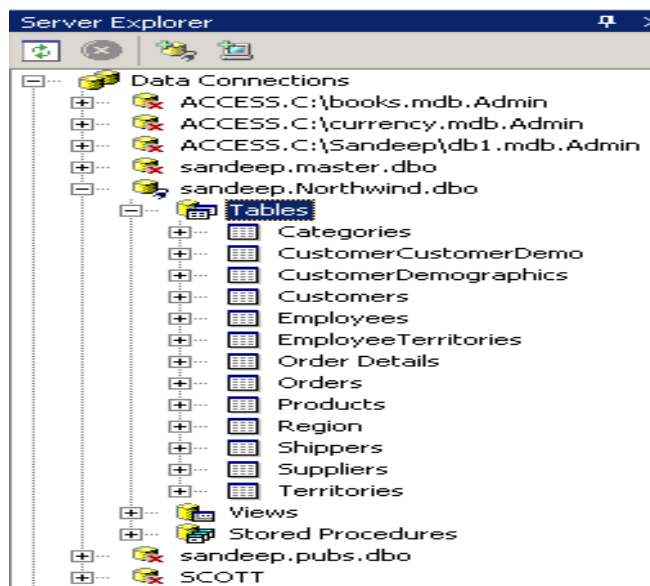 Server Explorer
Data Connections
ACCESS.C:\books.mdb.Admin
ACCESS.C:\currency.mdb.Admin
ACCESS.C:\Sandeep\db1.mdb.Admin
sandeep.master.dbo
sandeep.Northwind.dbo
Tables
Categories
CustomerCustomerDemo
CustomerDemographics
Customers
Employees
EmployeeTerritories
Order Details
Orders
Products
Region
Shippers
Suppliers
Territories
Views
Stored Procedures
sandeep.pubs.dbo
SCOTT